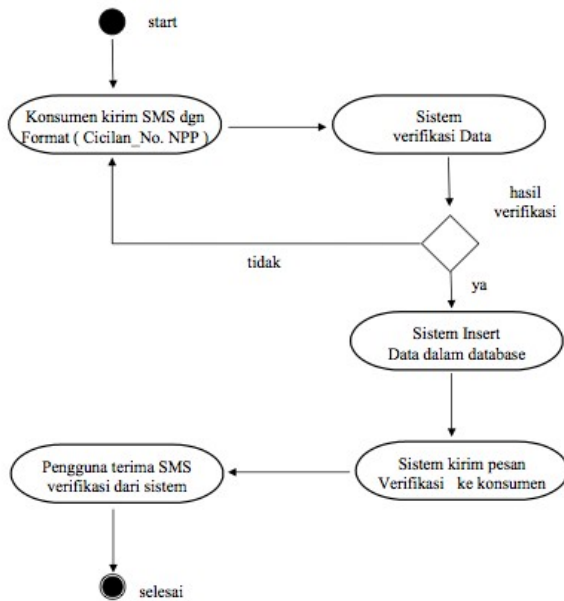 start
Konsumen kirim SMS dgn
Format ( Cicilan_No. NPP )
Sistem
verifikasi Data
hasil
verifikasi
tidak
ya
Sistem Insert
Data dalam database
Pengguna terima SMS
verifikasi dari sistem
Sistem kirim pesan
Verifikasi ke konsumen
selesai